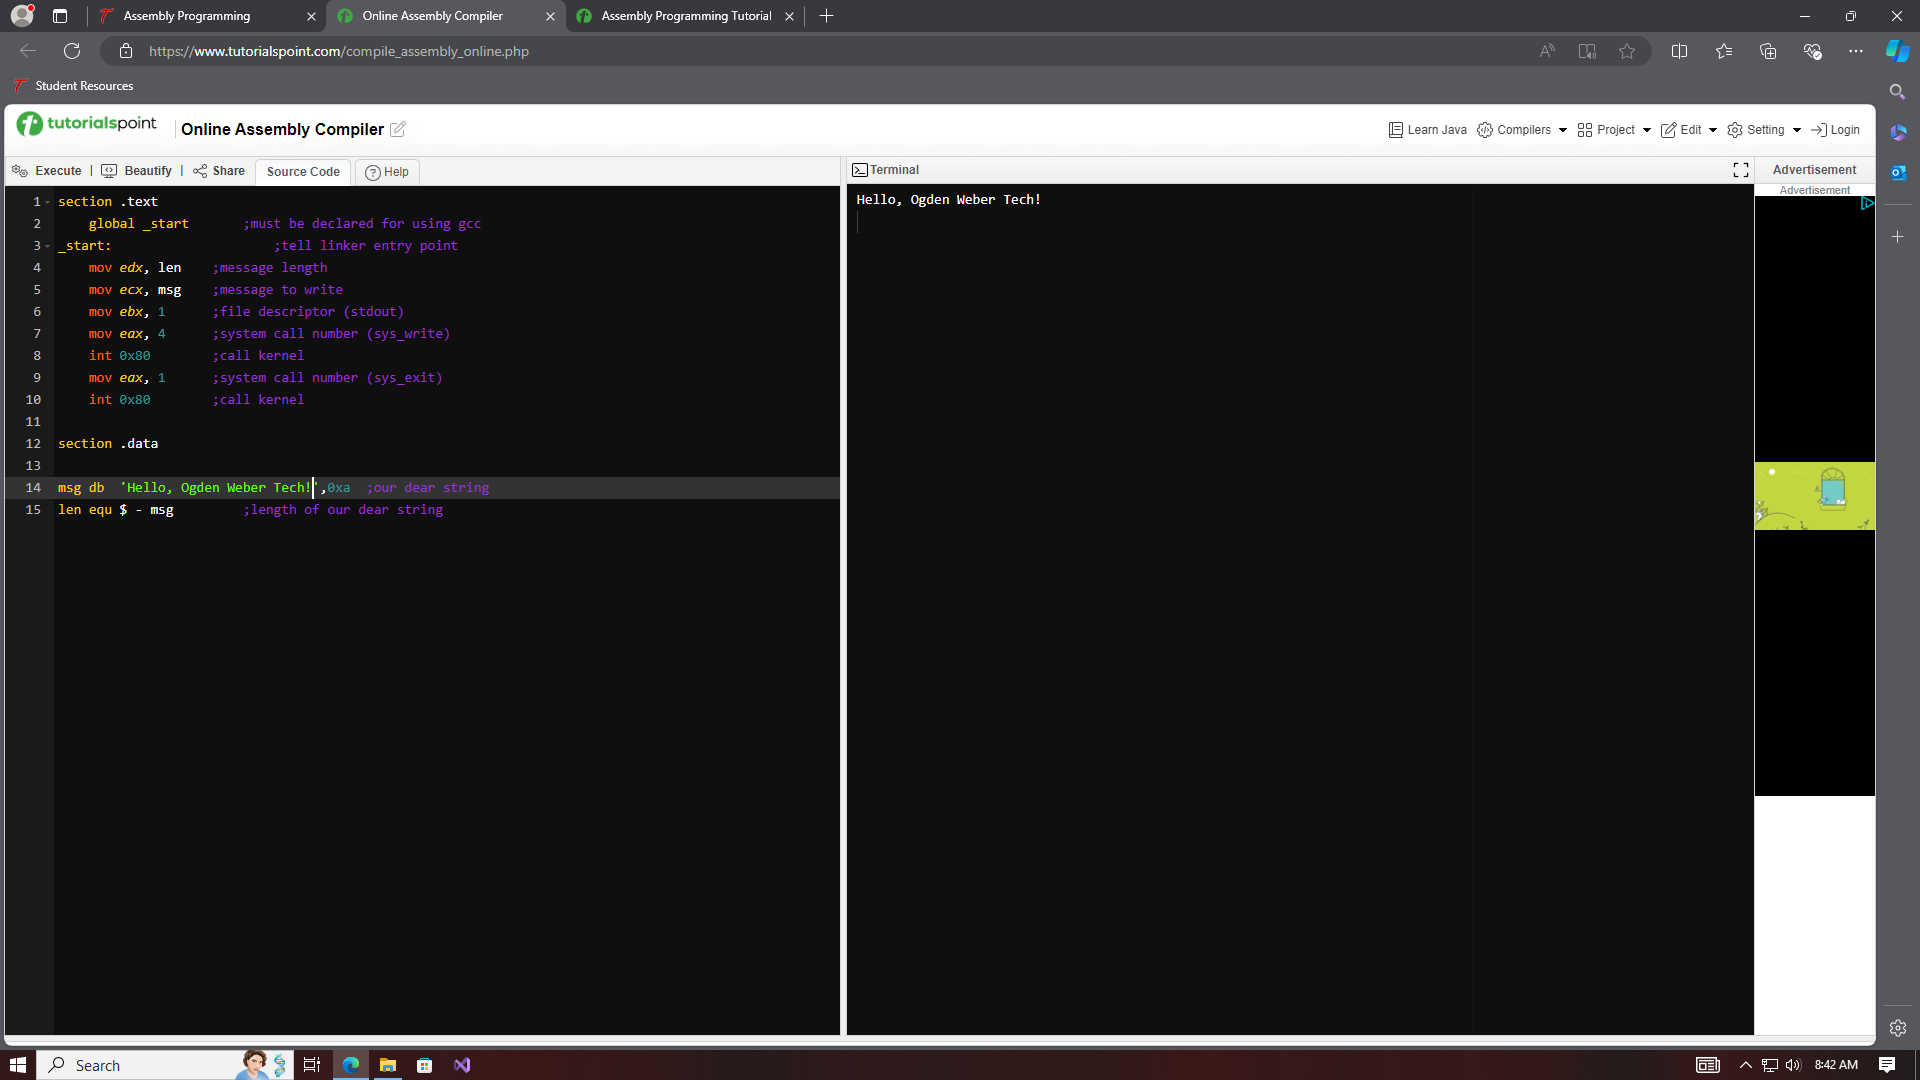 Assembly Programming
Online Assembly Compiler
Assembly Programming Tutorial
https://www.tutorialspoint.com/compile_assembly_online.php
Student Resources
tutorialspoint
Online Assembly Compiler
Learn Java
Compilers
Project
Edit
Setting
Login
Execute | Beautify | Share
Source Code
Help
Terminal
Advertisement
Advertisement
1 section .text
2     global _start       ;must be declared for using gcc
3 _start:                     ;tell linker entry point
4     mov edx, len    ;message length
5     mov ecx, msg    ;message to write
6     mov ebx, 1      ;file descriptor (stdout)
7     mov eax, 4      ;system call number (sys_write)
8     int 0x80        ;call kernel
9     mov eax, 1      ;system call number (sys_exit)
10     int 0x80        ;call kernel
11
12 section .data
13
14 msg db  'Hello, Ogden Weber Tech!',0xa  ;our dear string
15 len equ $ - msg         ;length of our dear string
Hello, Ogden Weber Tech!
Search
8:42 AM